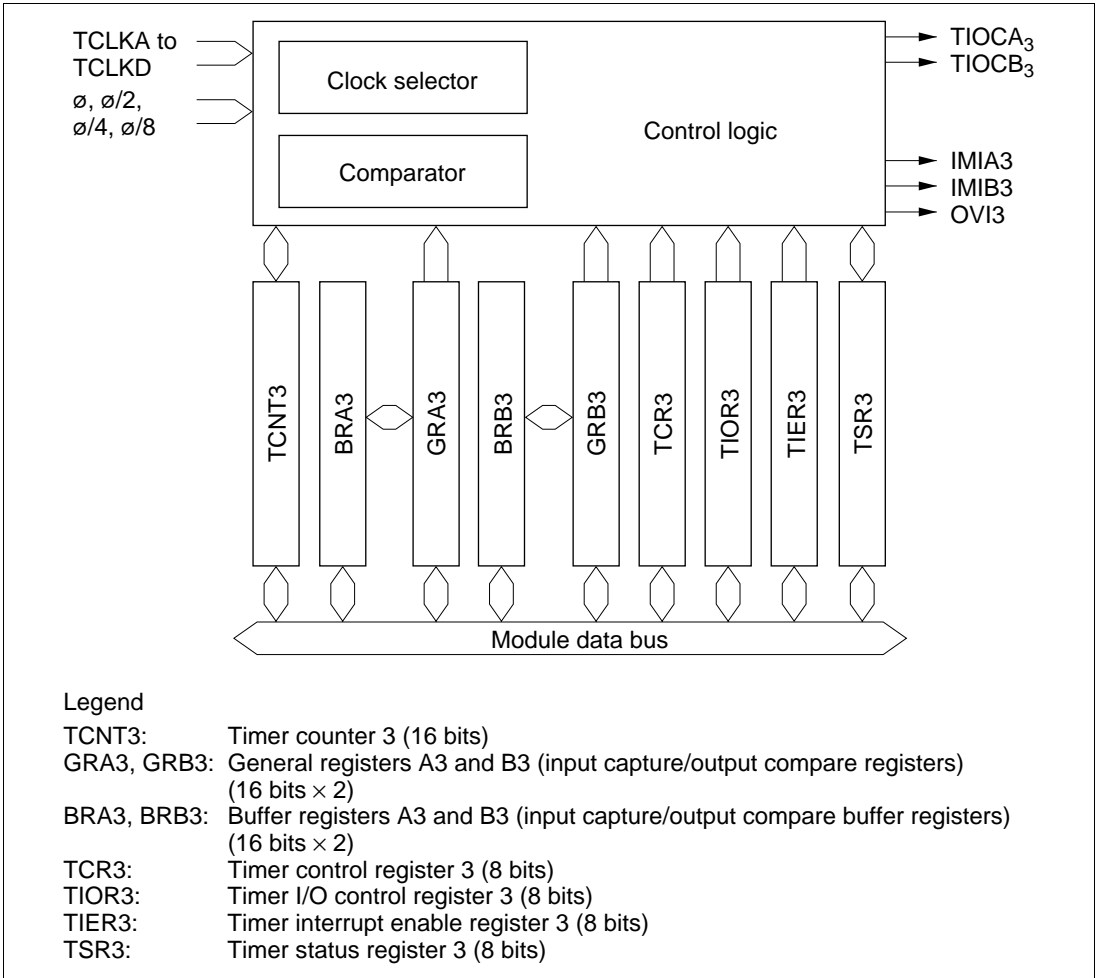 TCLKA to
TCLKD
ø, ø/2,
ø/4, ø/8
Clock selector
Comparator
Control logic
TIOCA3
TIOCB3
IMIA3
IMIB3
OVI3
TCNT3
BRA3
GRA3
BRB3
GRB3
TCR3
TIOR3
TIER3
TSR3
Module data bus
Legend
TCNT3: Timer counter 3 (16 bits)
GRA3, GRB3: General registers A3 and B3 (input capture/output compare registers)
(16 bits × 2)
BRA3, BRB3: Buffer registers A3 and B3 (input capture/output compare buffer registers)
(16 bits × 2)
TCR3: Timer control register 3 (8 bits)
TIOR3: Timer I/O control register 3 (8 bits)
TIER3: Timer interrupt enable register 3 (8 bits)
TSR3: Timer status register 3 (8 bits)